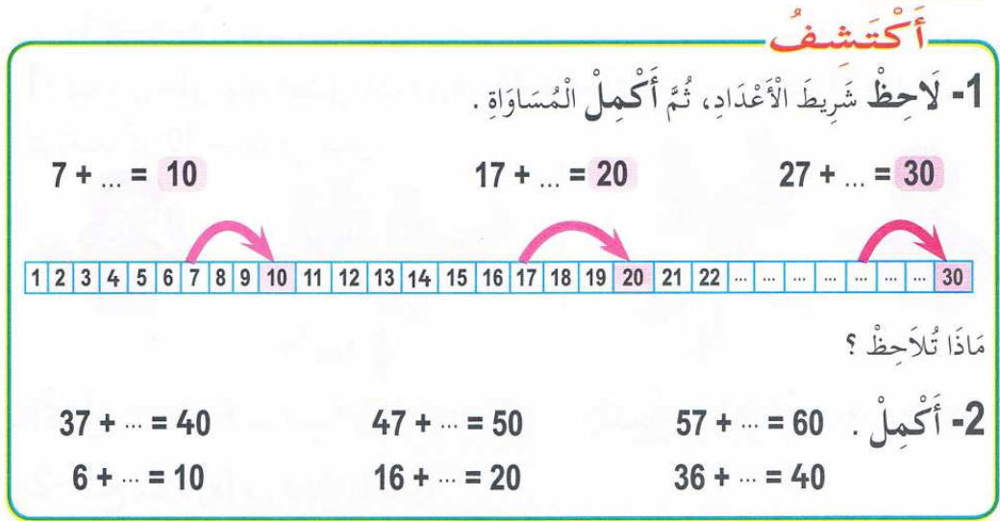 أَكْتَشِفُ
1- لَاحِظْ شَرِيطَ الْأَعْدَادِ، ثُمَّ أَكْمِلْ الْمُسَاوَاةِ .
7 + ... = 10 17 + ... = 20 27 + ... = 30
1 2 3 4 5 6 7 8 9 10 11 12 13 14 15 16 17 18 19 20 21 22 ... ... ... ... ... ... ... 30
مَاذَا تُلَاحِظْ ؟
2- أَكْمِلْ .
37 + ... = 40 47 + ... = 50 57 + ... = 60
6 + ... = 10 16 + ... = 20 36 + ... = 40